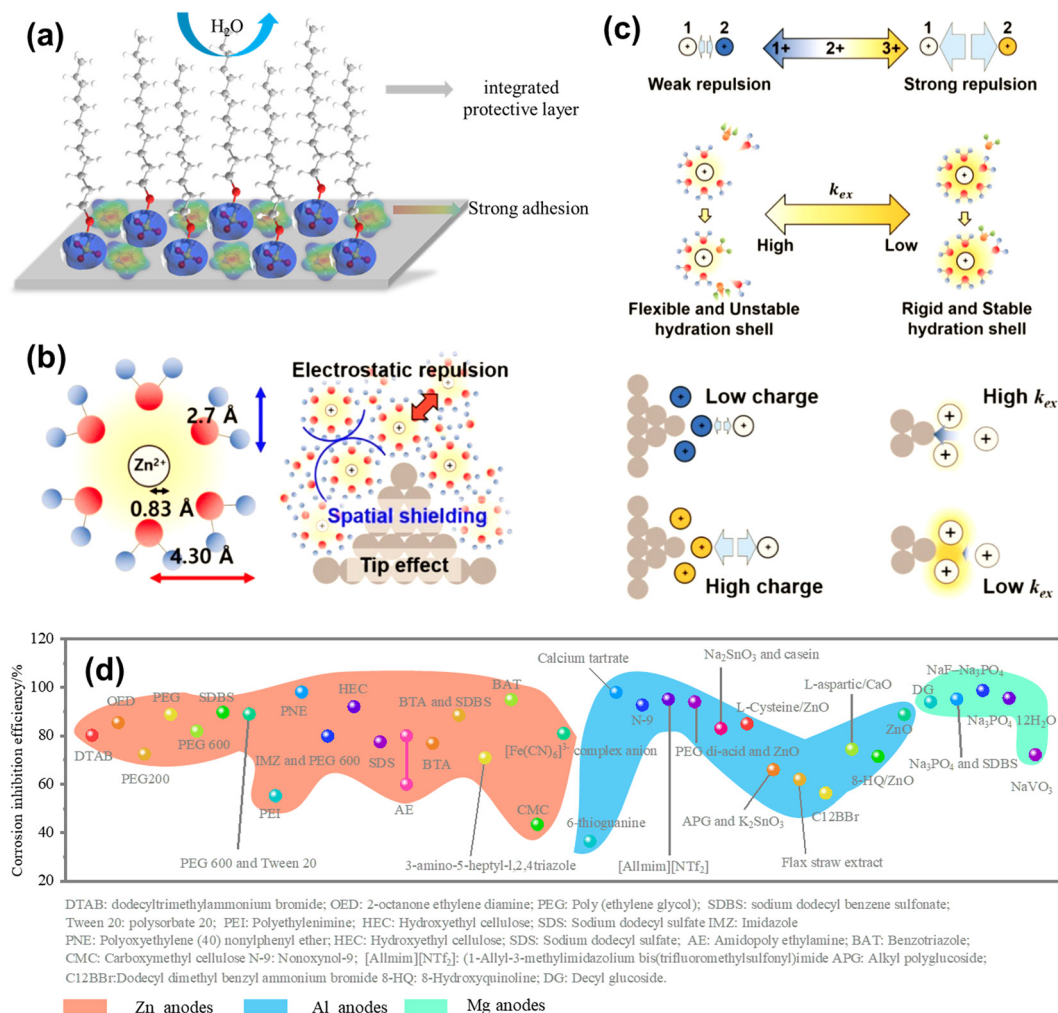 (a)
H₂O
integrated
protective layer
Strong adhesion
(b)
2.7 Å
Zn²⁺
0.83 Å
4.30 Å
Electrostatic repulsion
+
+
+
+
+
Spatial shielding
Tip effect
(c)
1 2
+ +
Weak repulsion
1+ 2+ 3+
1 2
+ +
Strong repulsion
+
+
kₑₓ
High Low
+
+
Flexible and Unstable
hydration shell
Rigid and Stable
hydration shell
Low charge
+
+ +
+
High kₑₓ
+
+
+
+
+ +
+
High charge
+
+
+
Low kₑₓ
(d)
Corrosion inhibition efficiency/%
120
100
80
60
40
20
DTAB
OED
PEG200
PEG
PEG 600
SDBS
PEG 600 and Tween 20
PEI
PNE
IMZ and PEG 600
HEC
SDS
AE
BTA
BTA and SDBS
3-amino-5-heptyl-l,2,4triazole
BAT
CMC
[Fe(CN)₆]³⁻ complex anion
6-thioguanine
Calcium tartrate
N-9
[Allmim][NTf₂]
PEG di-acid and ZnO
Na₂SnO₃ and casein
L-Cysteine/ZnO
APG and K₂SnO₃
Flax straw extract
C12BBr
L-aspartic/CaO
8-HQ/ZnO
ZnO
DG
Na₃PO₄ and SDBS
NaF–Na₃PO₄
Na₃PO₄ 12H₂O
NaVO₃
DTAB: dodecyltrimethylammonium bromide; OED: 2-octanone ethylene diamine; PEG: Poly (ethylene glycol); SDBS: sodium dodecyl benzene sulfonate;
Tween 20: polysorbate 20; PEI: Polyethylenimine; HEC: Hydroxyethyl cellulose; SDS: Sodium dodecyl sulfate IMZ: Imidazole
PNE: Polyoxyethylene (40) nonylphenyl ether; HEC: Hydroxyethyl cellulose; SDS: Sodium dodecyl sulfate; AE: Amidopoly ethylamine; BAT: Benzotriazole;
CMC: Carboxymethyl cellulose N-9: Nonoxynol-9; [Allmim][NTf₂]: (1-Allyl-3-methylimidazolium bis(trifluoromethylsulfonyl)imide APG: Alkyl polyglucoside;
C12BBr:Dodecyl dimethyl benzyl ammonium bromide 8-HQ: 8-Hydroxyquinoline; DG: Decyl glucoside.
Zn anodes Al anodes Mg anodes